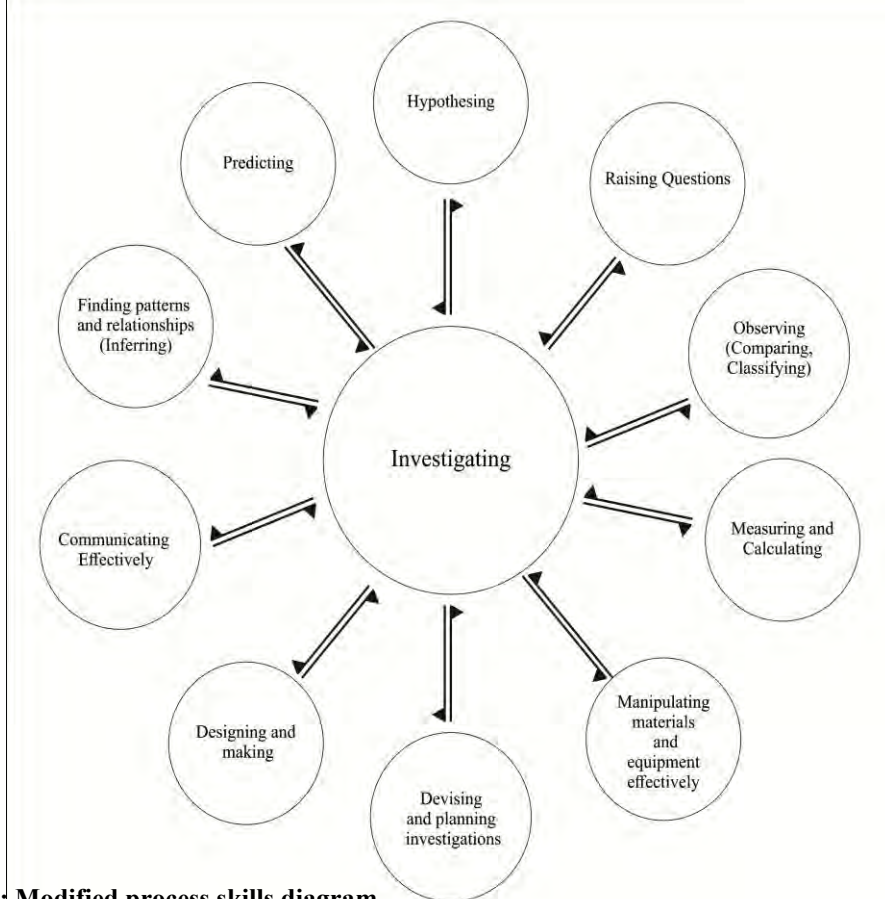 Hypothesing
Predicting
Raising Questions
Finding patterns
and relationships
(Inferring)
Observing
(Comparing,
Classifying)
Investigating
Communicating
Effectively
Measuring and
Calculating
Designing and
making
Manipulating
materials
and
equipment
effectively
Devising
and planning
investigations
: Modified process skills diagram